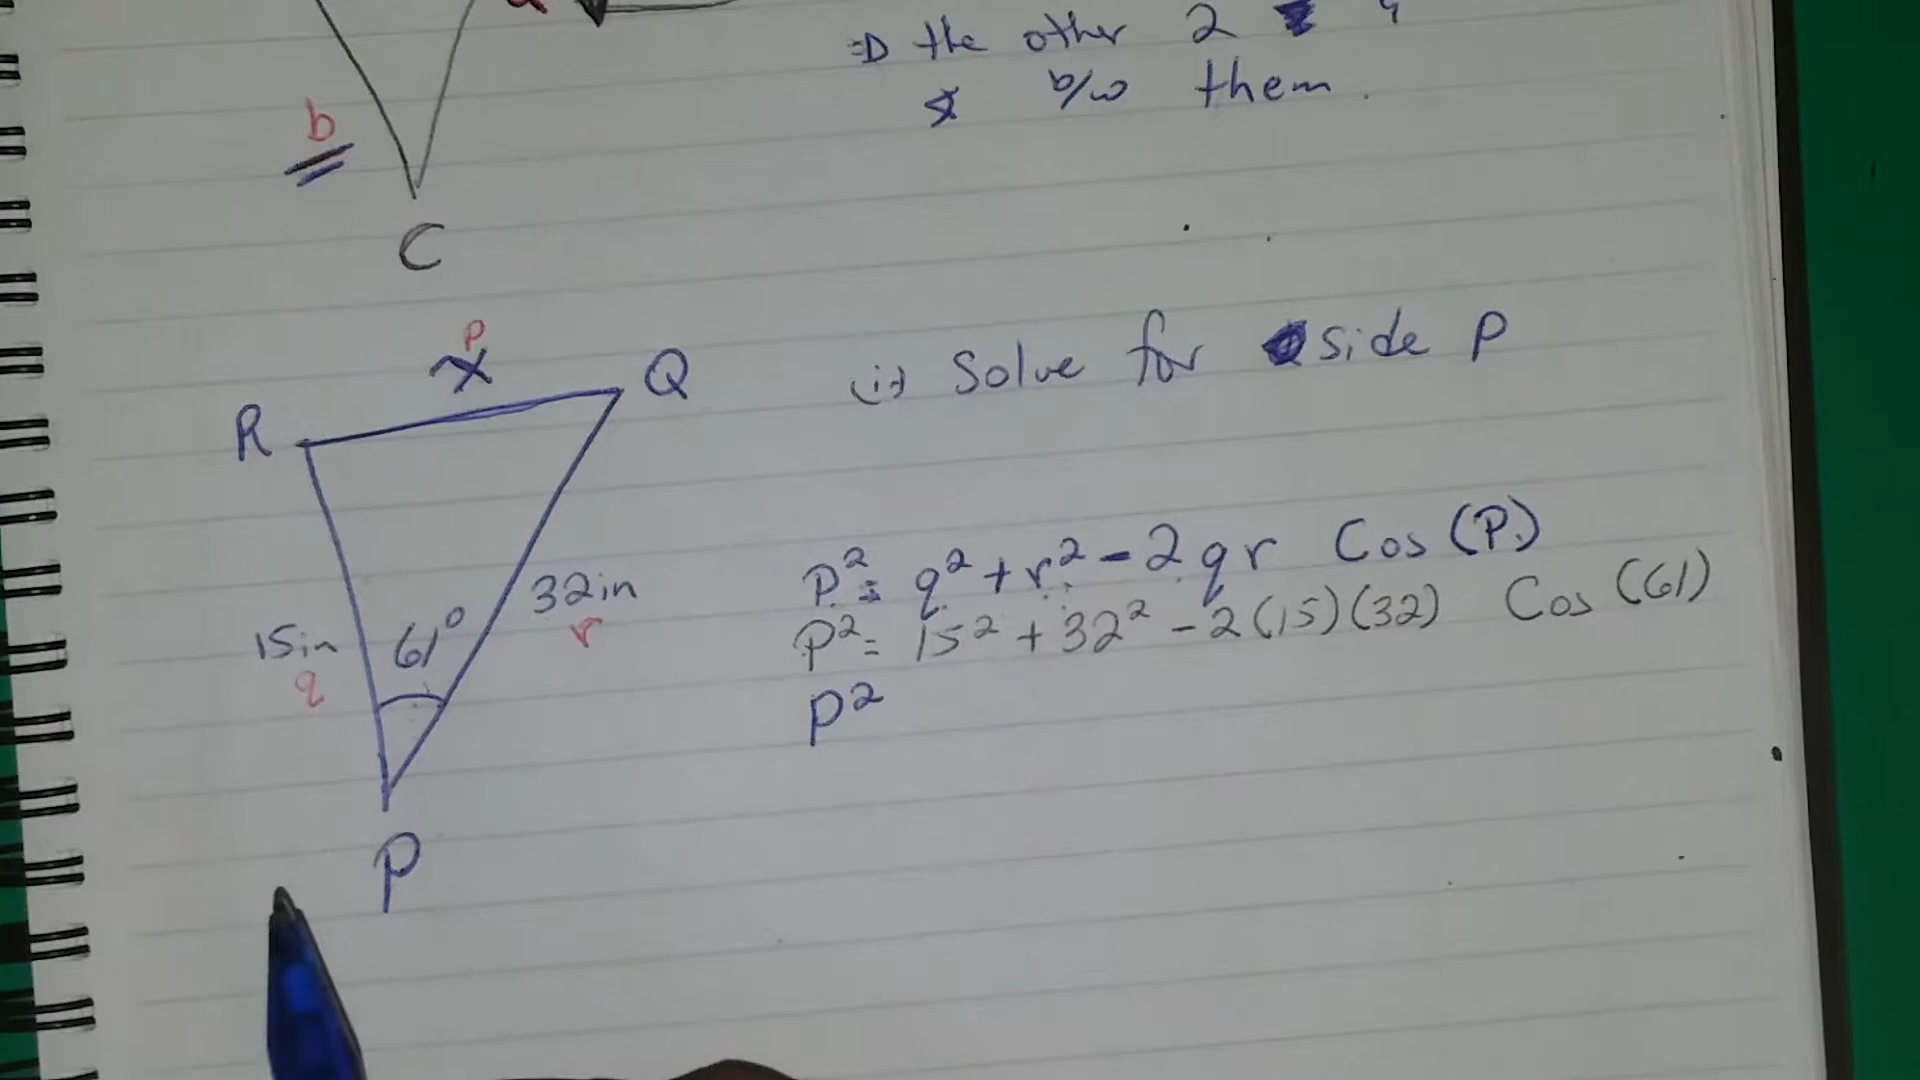 ⇒ the other 2
∠ b/w them.
b
C
p
x
R
Q
(i) Solve for side P
15in
q
61°
32in
r
P
P² = q² + r² - 2qr Cos (P)
P² = 15² + 32² - 2(15)(32) Cos (61)
P²